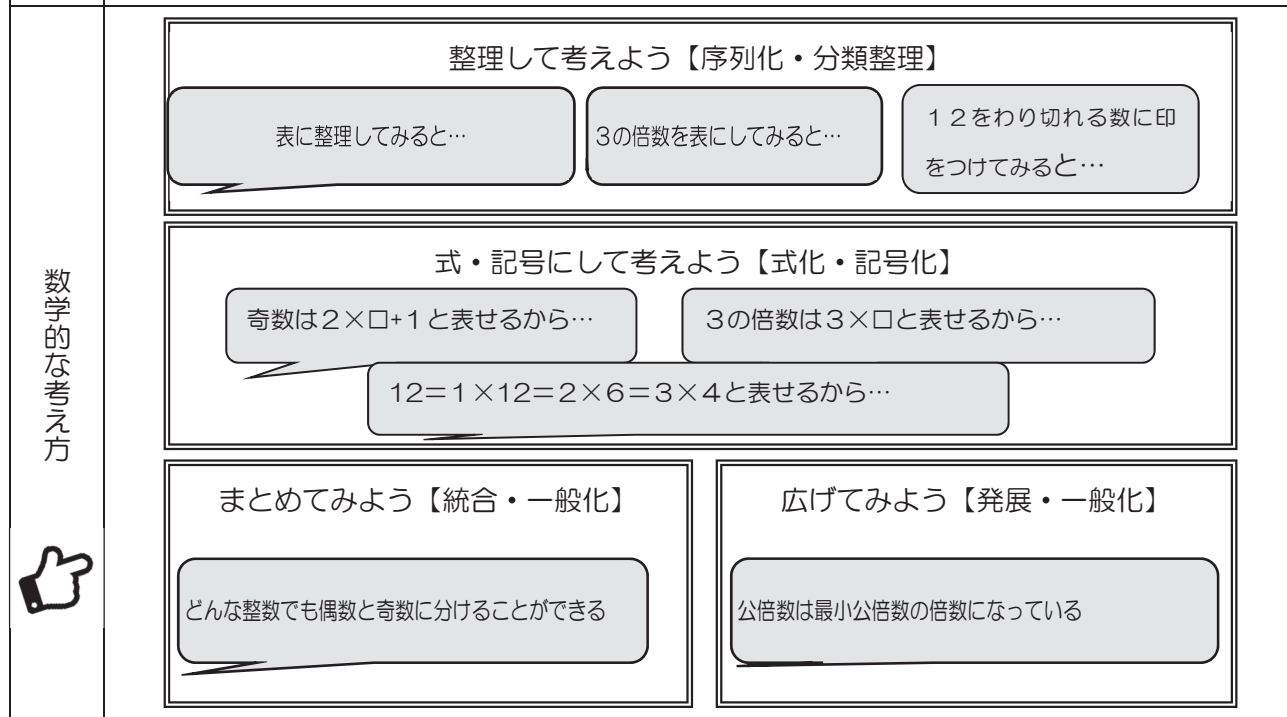 数学的な考え方
整理して考えよう【序列化・分類整理】
表に整理してみると…
3の倍数を表にしてみると…
12をわり切れる数に印
をつけてみると…
式・記号にして考えよう【式化・記号化】
奇数は2×□+1と表せるから…
3の倍数は3×□と表せるから…
12＝1×12＝2×6＝3×4と表せるから…
まとめてみよう【統合・一般化】
どんな整数でも偶数と奇数に分けることができる
広げてみよう【発展・一般化】
公倍数は最小公倍数の倍数になっている